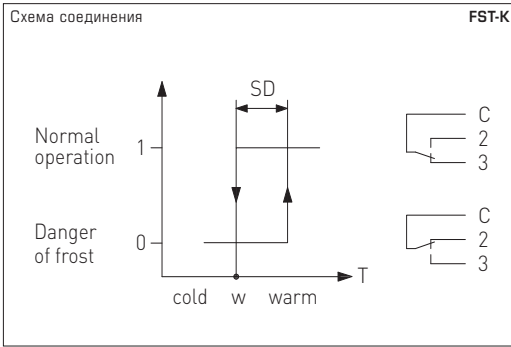 Схема соединения FST-K
SD
Normal
operation
1
C
2
3
Danger
of frost
0
C
2
3
T
cold w warm